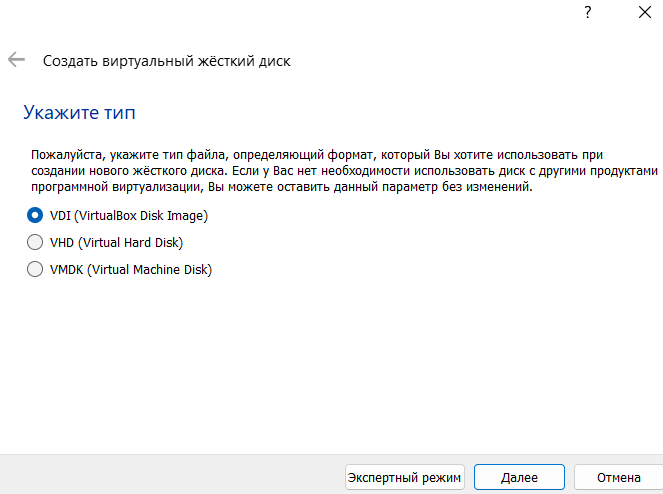 ?
Создать виртуальный жёсткий диск
Укажите тип
Пожалуйста, укажите тип файла, определяющий формат, который Вы хотите использовать при
создании нового жёсткого диска. Если у Вас нет необходимости использовать диск с другими продуктами
программной виртуализации, Вы можете оставить данный параметр без изменений.
VDI (VirtualBox Disk Image)
VHD (Virtual Hard Disk)
VMDK (Virtual Machine Disk)
Экспертный режим Далее Отмена